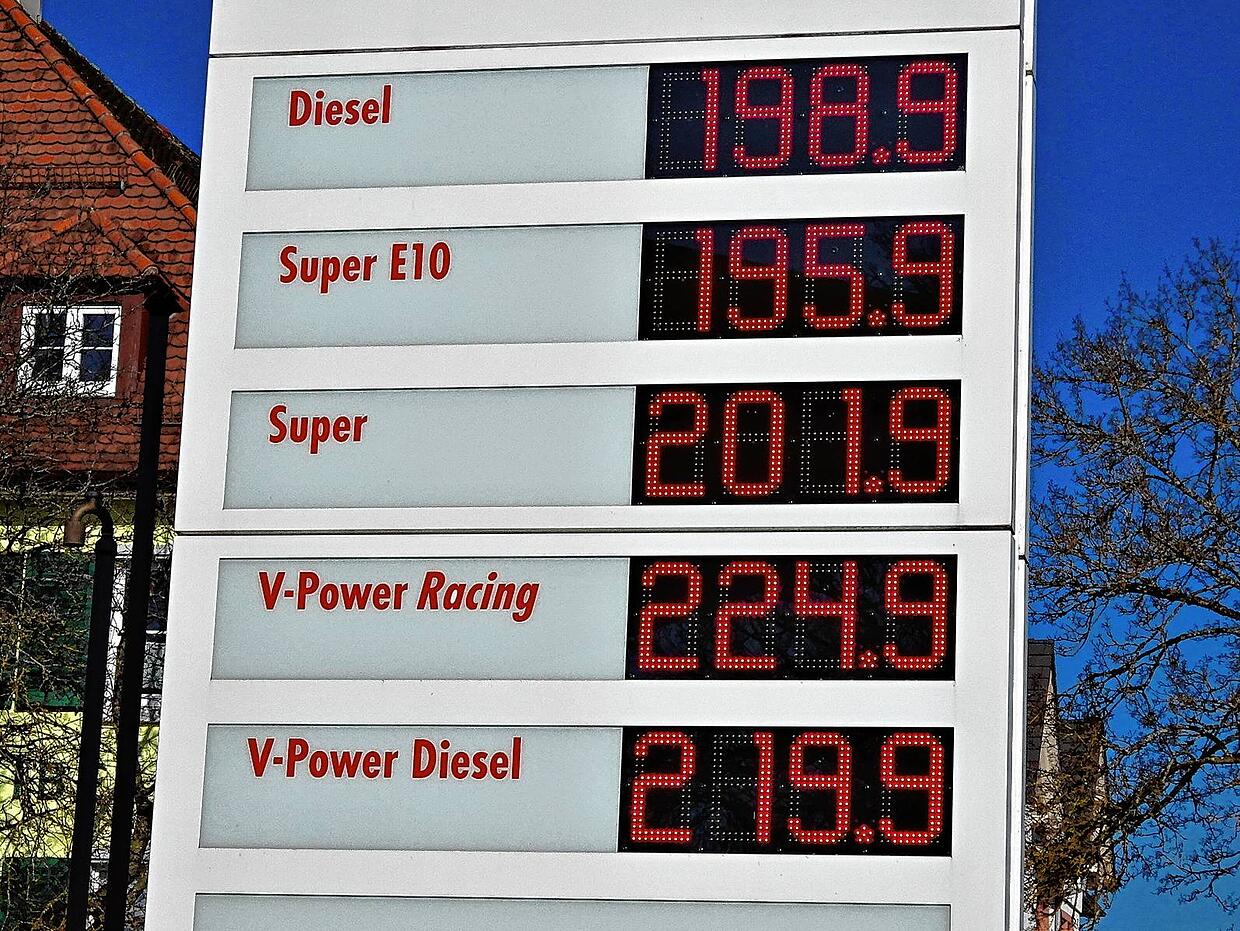 Diesel 198.9
Super E10 195.9
Super 201.9
V-Power Racing 224.9
V-Power Diesel 219.9